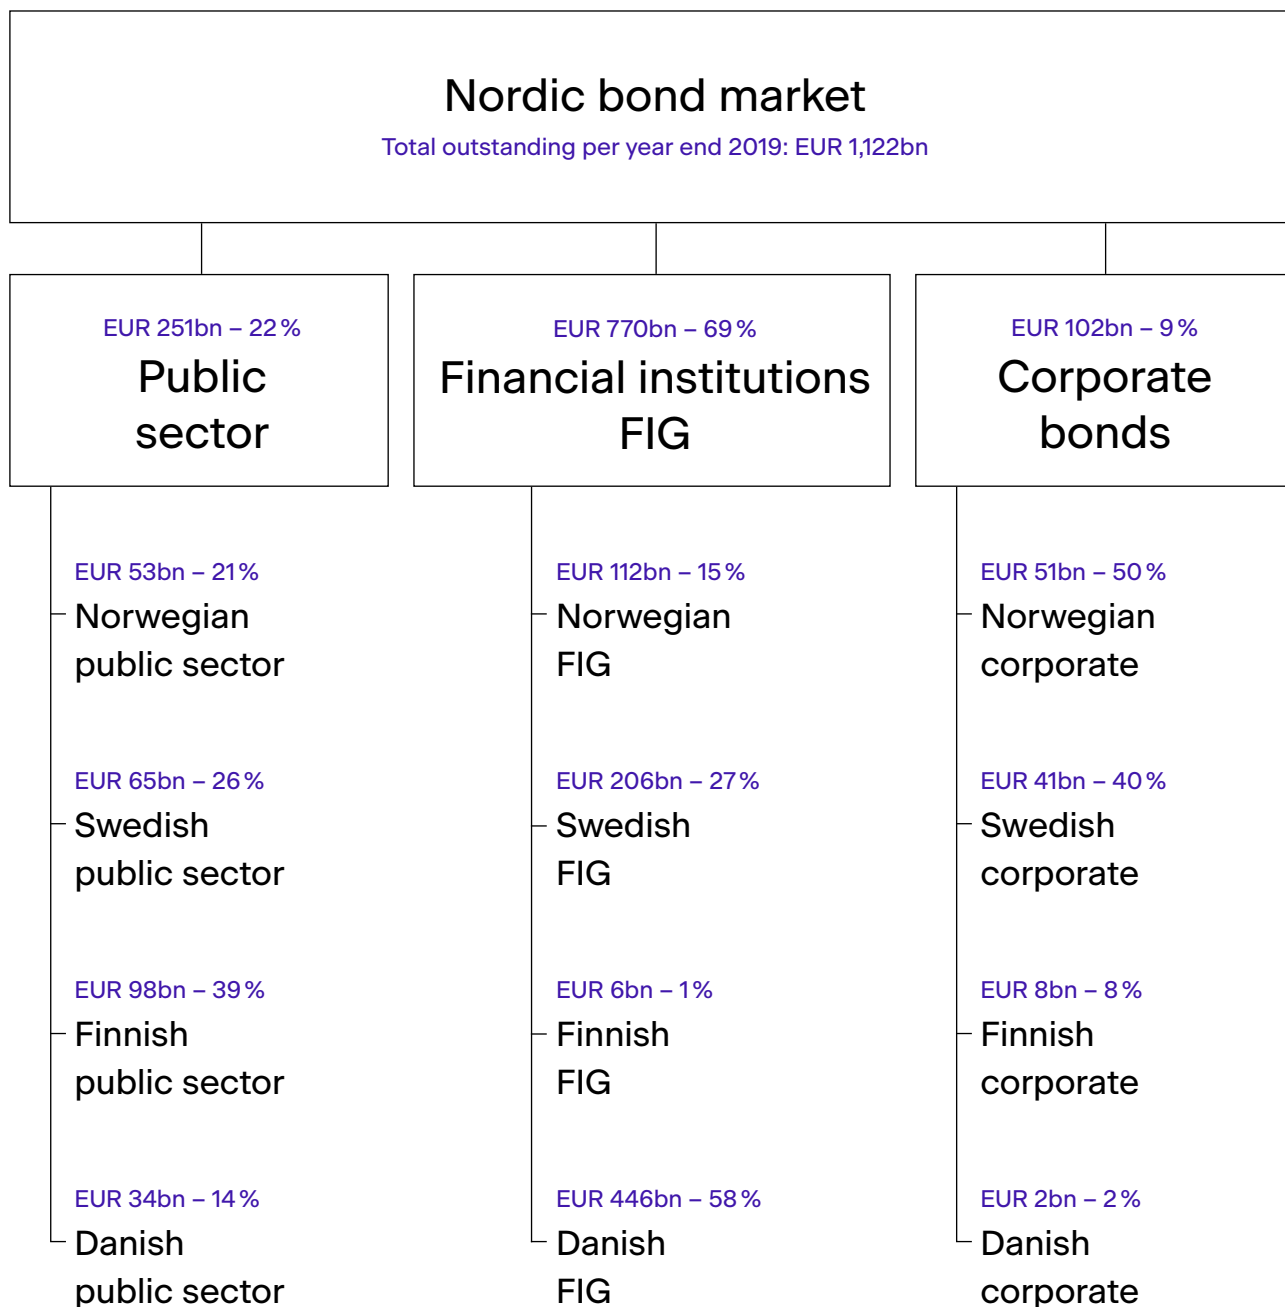 Nordic bond market
Total outstanding per year end 2019: EUR 1,122bn
EUR 251bn – 22 %
Public
sector
EUR 770bn – 69 %
Financial institutions
FIG
EUR 102bn – 9 %
Corporate
bonds
EUR 53bn – 21 %
Norwegian
public sector
EUR 65bn – 26 %
Swedish
public sector
EUR 98bn – 39 %
Finnish
public sector
EUR 34bn – 14 %
Danish
public sector
EUR 112bn – 15 %
Norwegian
FIG
EUR 206bn – 27 %
Swedish
FIG
EUR 6bn – 1 %
Finnish
FIG
EUR 446bn – 58 %
Danish
FIG
EUR 51bn – 50 %
Norwegian
corporate
EUR 41bn – 40 %
Swedish
corporate
EUR 8bn – 8 %
Finnish
corporate
EUR 2bn – 2 %
Danish
corporate